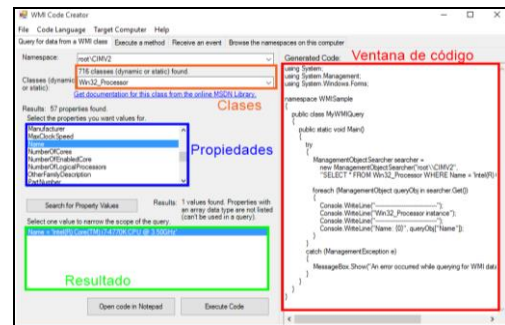 WMI Code Creator
File Code Language Target Computer Help
Query for data from a WMI class Execute a method Receive an event Browse the namespaces on this computer
Namespace:
root\CIMV2
716 classes (dynamic or static) found.
Classes (dynamic or static):
Win32_Processor
Get documentation for this class from the online MSDN Library.
Clases
Results: 57 properties found.
Select the properties you want values for.
Manufacturer
MaxClockSpeed
Name
NumberOfCores
NumberOfEnabledCore
NumberOfLogicalProcessors
OtherFamilyDescription
PartNumber
Propiedades
Search for Property Values
Results: 1 values found. Properties with
an array data type are not listed
(can't be used in a query).
Select one value to narrow the scope of the query.
Name = 'Intel(R) Core(TM) i7-4770K CPU @ 3.50GHz'
Resultado
Open code in Notepad
Execute Code
Generated Code:
Ventana de código
using System;
using System.Management;
using System.Windows.Forms;
namespace WMISample
{
public class MyWMIQuery
{
public static void Main()
{
try
{
ManagementObjectSearcher searcher =
new ManagementObjectSearcher("root\\CIMV2",
"SELECT * FROM Win32_Processor WHERE Name = 'Intel(R)
foreach (ManagementObject queryObj in searcher.Get())
{
Console.WriteLine("-----------------------------------");
Console.WriteLine("Win32_Processor instance");
Console.WriteLine("-----------------------------------");
Console.WriteLine("Name: {0}", queryObj["Name"]);
}
}
catch (ManagementException e)
{
MessageBox.Show("An error occurred while querying for WMI data
}
}
}
}